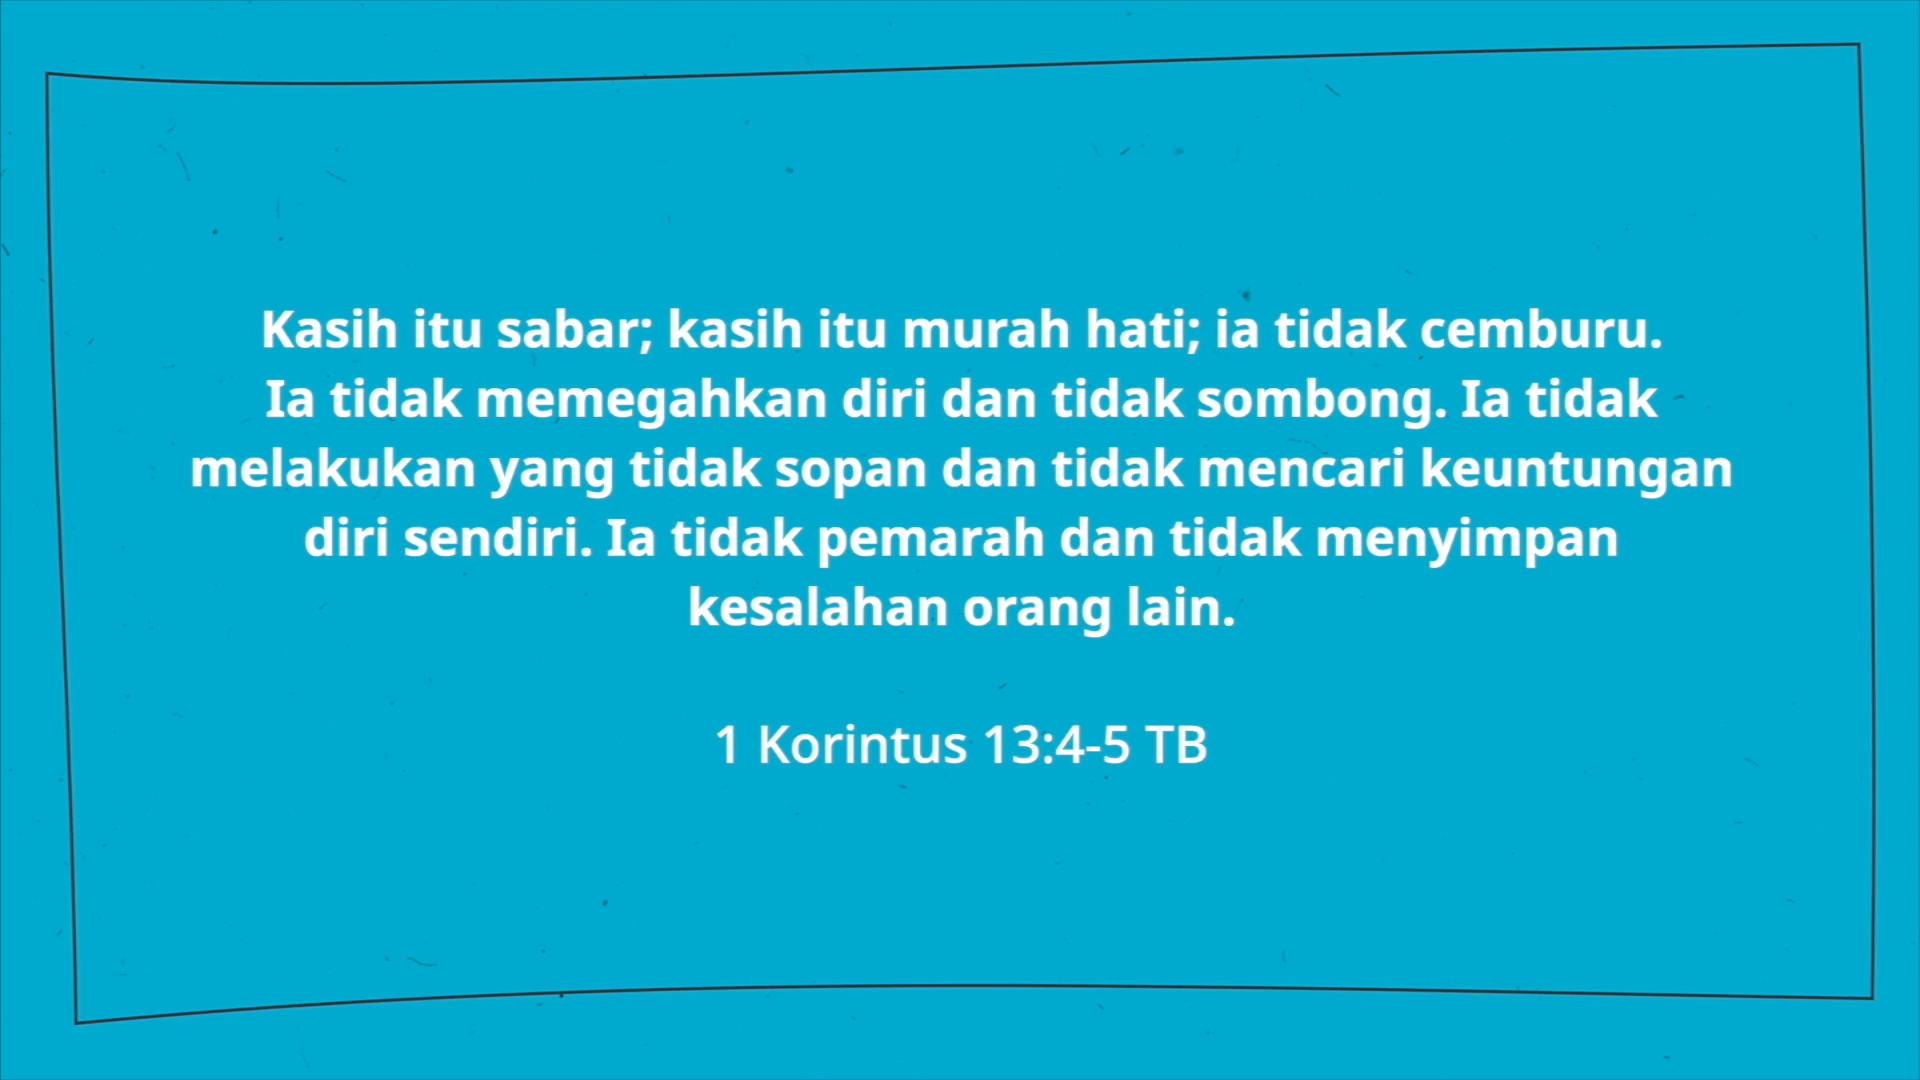 Kasih itu sabar; kasih itu murah hati; ia tidak cemburu.
Ia tidak memegahkan diri dan tidak sombong. Ia tidak
melakukan yang tidak sopan dan tidak mencari keuntungan
diri sendiri. Ia tidak pemarah dan tidak menyimpan
kesalahan orang lain.
1 Korintus 13:4-5 TB